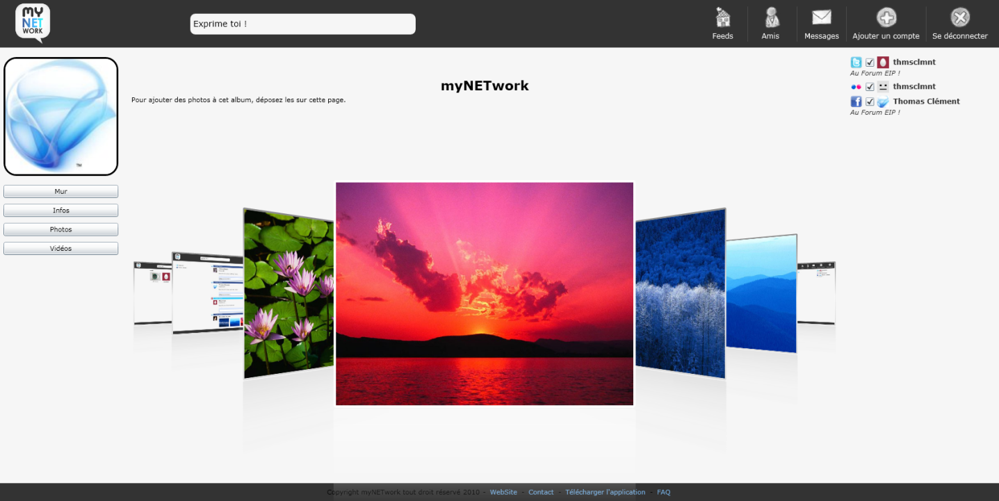 MY
NET
WORK
Exprime toi !
Feeds
Amis
Messages
Ajouter un compte
Se déconnecter
thmsclmnt
Au Forum EIP !
thmsclmnt
Thomas Clément
Au Forum EIP !
myNETwork
Pour ajouter des photos à cet album, déposez les sur cette page.
TM
Mur
Infos
Photos
Vidéos
Copyright myNETwork tout droit réservé 2010 - WebSite - Contact - Télécharger l'application - FAQ